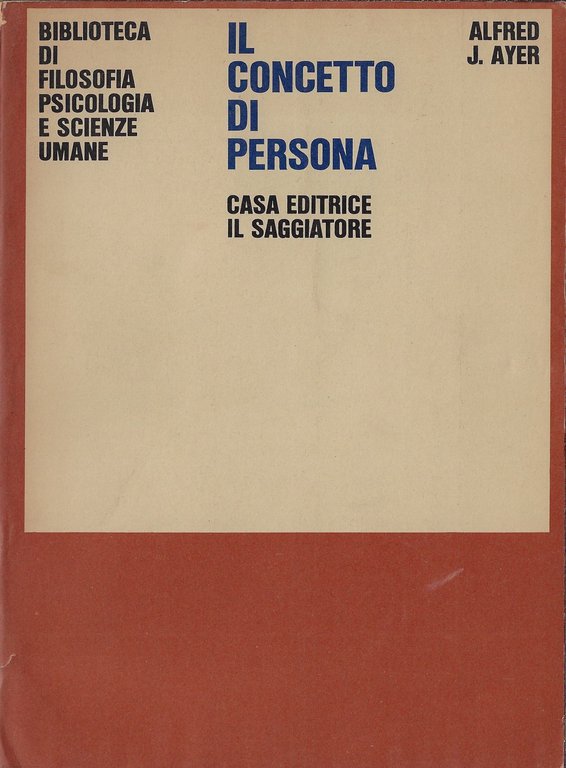 BIBLIOTECA
DI
FILOSOFIA
PSICOLOGIA
E SCIENZE
UMANE
IL
CONCETTO
DI
PERSONA
CASA EDITRICE
IL SAGGIATORE
ALFRED
J. AYER